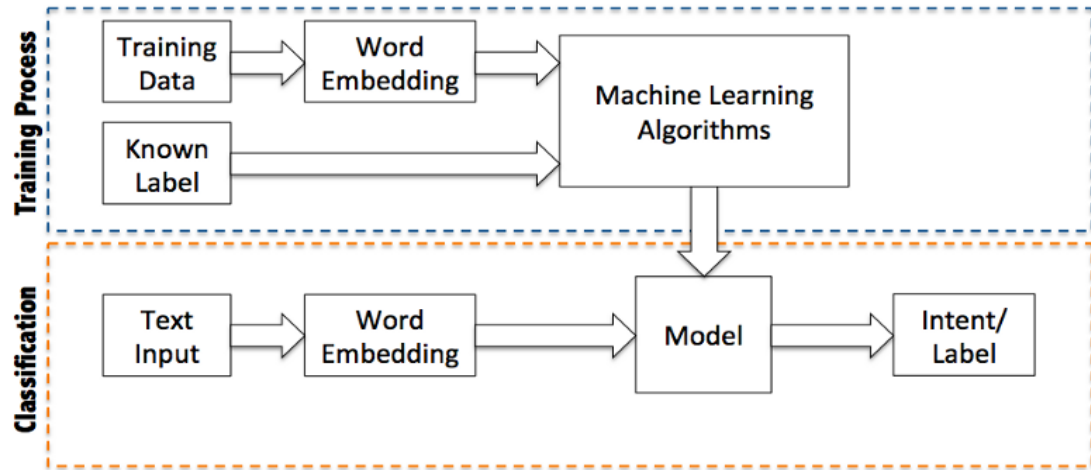 Training Process
Training
Data
Word
Embedding
Machine Learning
Algorithms
Known
Label
Classification
Text
Input
Word
Embedding
Model
Intent/
Label